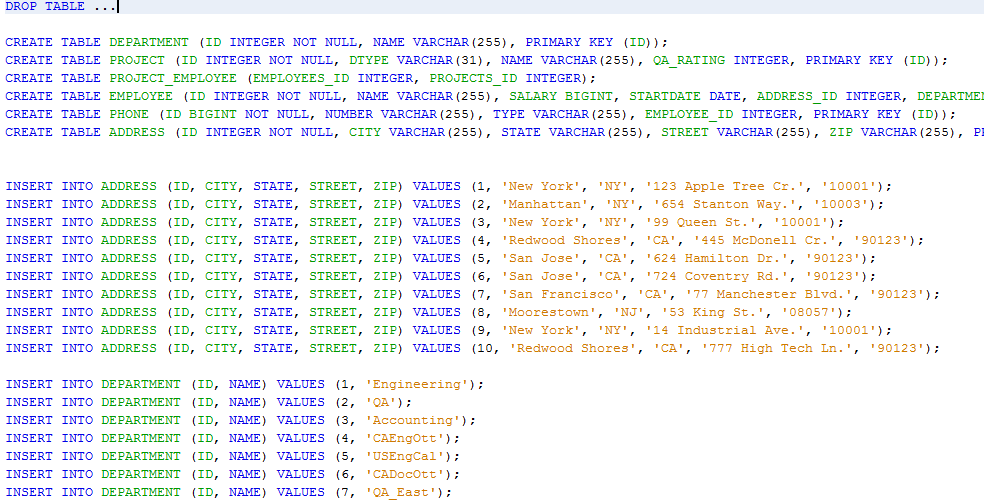 DROP TABLE ...
CREATE TABLE DEPARTMENT (ID INTEGER NOT NULL, NAME VARCHAR(255), PRIMARY KEY (ID));
CREATE TABLE PROJECT (ID INTEGER NOT NULL, DTYPE VARCHAR(31), NAME VARCHAR(255), QA_RATING INTEGER, PRIMARY KEY (ID));
CREATE TABLE PROJECT_EMPLOYEE (EMPLOYEES_ID INTEGER, PROJECTS_ID INTEGER);
CREATE TABLE EMPLOYEE (ID INTEGER NOT NULL, NAME VARCHAR(255), SALARY BIGINT, STARTDATE DATE, ADDRESS_ID INTEGER, DEPARTMEN
CREATE TABLE PHONE (ID BIGINT NOT NULL, NUMBER VARCHAR(255), TYPE VARCHAR(255), EMPLOYEE_ID INTEGER, PRIMARY KEY (ID));
CREATE TABLE ADDRESS (ID INTEGER NOT NULL, CITY VARCHAR(255), STATE VARCHAR(255), STREET VARCHAR(255), ZIP VARCHAR(255), PR
INSERT INTO ADDRESS (ID, CITY, STATE, STREET, ZIP) VALUES (1, 'New York', 'NY', '123 Apple Tree Cr.', '10001');
INSERT INTO ADDRESS (ID, CITY, STATE, STREET, ZIP) VALUES (2, 'Manhattan', 'NY', '654 Stanton Way.', '10003');
INSERT INTO ADDRESS (ID, CITY, STATE, STREET, ZIP) VALUES (3, 'New York', 'NY', '99 Queen St.', '10001');
INSERT INTO ADDRESS (ID, CITY, STATE, STREET, ZIP) VALUES (4, 'Redwood Shores', 'CA', '445 McDonell Cr.', '90123');
INSERT INTO ADDRESS (ID, CITY, STATE, STREET, ZIP) VALUES (5, 'San Jose', 'CA', '624 Hamilton Dr.', '90123');
INSERT INTO ADDRESS (ID, CITY, STATE, STREET, ZIP) VALUES (6, 'San Jose', 'CA', '724 Coventry Rd.', '90123');
INSERT INTO ADDRESS (ID, CITY, STATE, STREET, ZIP) VALUES (7, 'San Francisco', 'CA', '77 Manchester Blvd.', '90123');
INSERT INTO ADDRESS (ID, CITY, STATE, STREET, ZIP) VALUES (8, 'Moorestown', 'NJ', '53 King St.', '08057');
INSERT INTO ADDRESS (ID, CITY, STATE, STREET, ZIP) VALUES (9, 'New York', 'NY', '14 Industrial Ave.', '10001');
INSERT INTO ADDRESS (ID, CITY, STATE, STREET, ZIP) VALUES (10, 'Redwood Shores', 'CA', '777 High Tech Ln.', '90123');
INSERT INTO DEPARTMENT (ID, NAME) VALUES (1, 'Engineering');
INSERT INTO DEPARTMENT (ID, NAME) VALUES (2, 'QA');
INSERT INTO DEPARTMENT (ID, NAME) VALUES (3, 'Accounting');
INSERT INTO DEPARTMENT (ID, NAME) VALUES (4, 'CAEngOtt');
INSERT INTO DEPARTMENT (ID, NAME) VALUES (5, 'USEngCal');
INSERT INTO DEPARTMENT (ID, NAME) VALUES (6, 'CADocOtt');
INSERT INTO DEPARTMENT (ID, NAME) VALUES (7, 'QA_East');